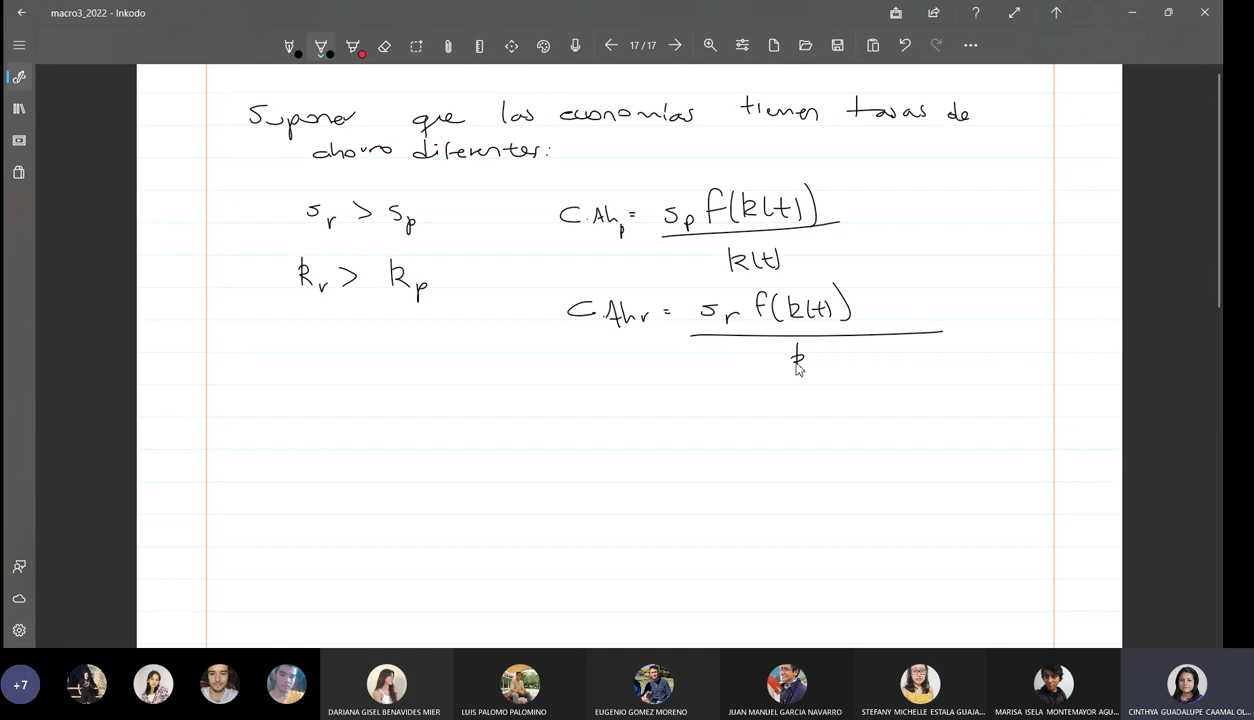 macro3_2022 - Inkodo
17/17
Suponer que las economías tienen tasas de
ahorro diferentes:
s_r > s_p
C.Ah_p = s_p f(k(t))
k(t)
k_r > k_p
C.Ah_r = s_r f(k(t))
k
+7
DARIANA GISEL BENAVIDES MIER
LUIS PALOMO PALOMINO
EUGENIO GOMEZ MORENO
JUAN MANUEL GARCIA NAVARRO
STEFANY MICHELLE ESTALA GUAJA...
MARISA ISELA MONTEMAYOR AGU...
CINTHYA GUADALUPE CAAMAL OL...